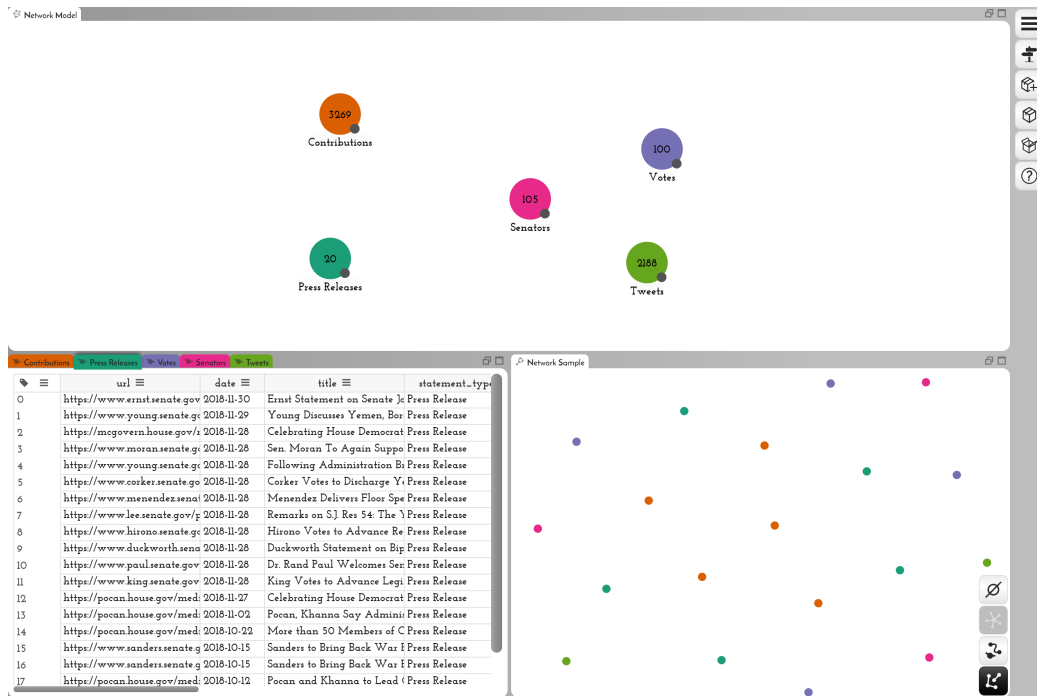 Network Model
3269
Contributions
100
Votes
105
Senators
20
Press Releases
2188
Tweets
Contributions Press Releases Votes Senators Tweets
Network Sample
url date title statement_type
0 https://www.ernst.senate.gov 2018-11-30 Ernst Statement on Senate Jo Press Release
1 https://www.young.senate.gov 2018-11-29 Young Discusses Yemen, Bor Press Release
2 https://mcgovern.house.gov/ 2018-11-28 Celebrating House Democrat Press Release
3 https://www.moran.senate.go 2018-11-28 Sen. Moran To Again Suppo Press Release
4 https://www.young.senate.gov 2018-11-28 Following Administration Br Press Release
5 https://www.corker.senate.go 2018-11-28 Corker Votes to Discharge Ye Press Release
6 https://www.menendez.senat 2018-11-28 Menendez Delivers Floor Spe Press Release
7 https://www.lee.senate.gov/p 2018-11-28 Remarks on S.J. Res 54: The Y Press Release
8 https://www.hirono.senate.g 2018-11-28 Hirono Votes to Advance Re Press Release
9 https://www.duckworth.sena 2018-11-28 Duckworth Statement on Bip Press Release
10 https://www.paul.senate.gov 2018-11-28 Dr. Rand Paul Welcomes Sen Press Release
11 https://www.king.senate.gov 2018-11-28 King Votes to Advance Legi Press Release
12 https://pocan.house.gov/med 2018-11-27 Celebrating House Democrat Press Release
13 https://pocan.house.gov/med 2018-11-02 Pocan, Khanna Say Adminis Press Release
14 https://pocan.house.gov/med 2018-10-22 More than 50 Members of C Press Release
15 https://www.sanders.senate.g 2018-10-15 Sanders to Bring Back War P Press Release
16 https://www.sanders.senate.g 2018-10-15 Sanders to Bring Back War P Press Release
17 https://pocan.house.gov/med 2018-10-12 Pocan and Khanna to Lead Press Release